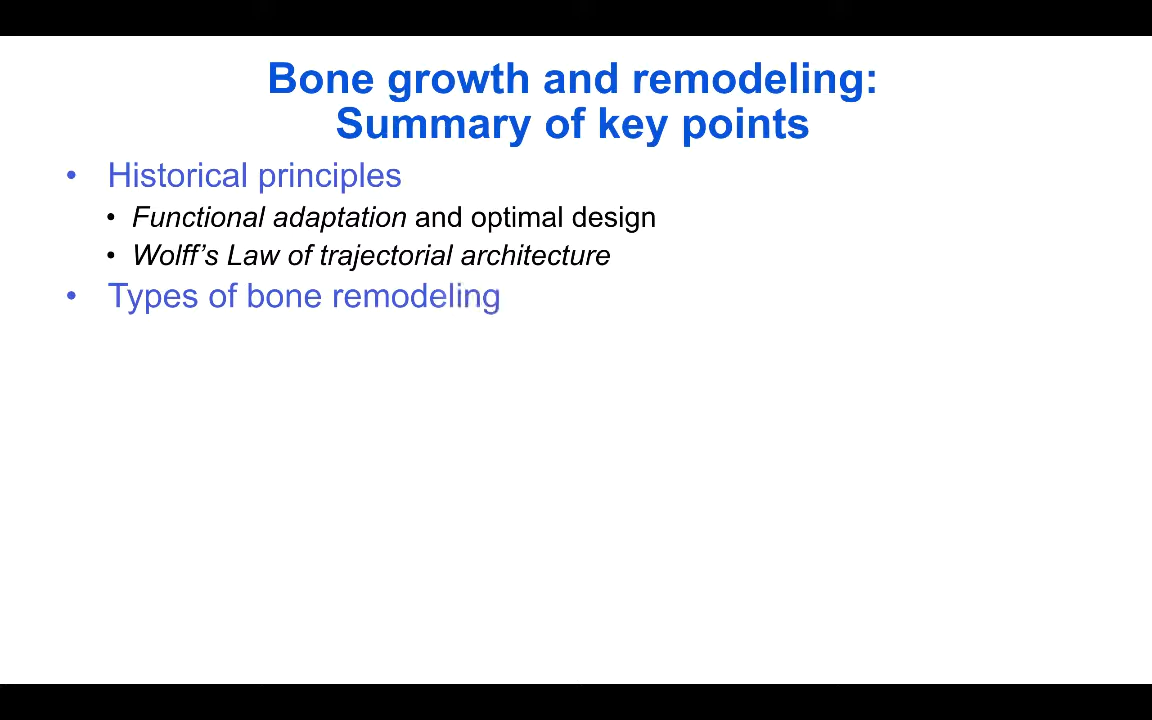 Bone growth and remodeling:
Summary of key points
• Historical principles
• Functional adaptation and optimal design
• Wolff’s Law of trajectorial architecture
• Types of bone remodeling